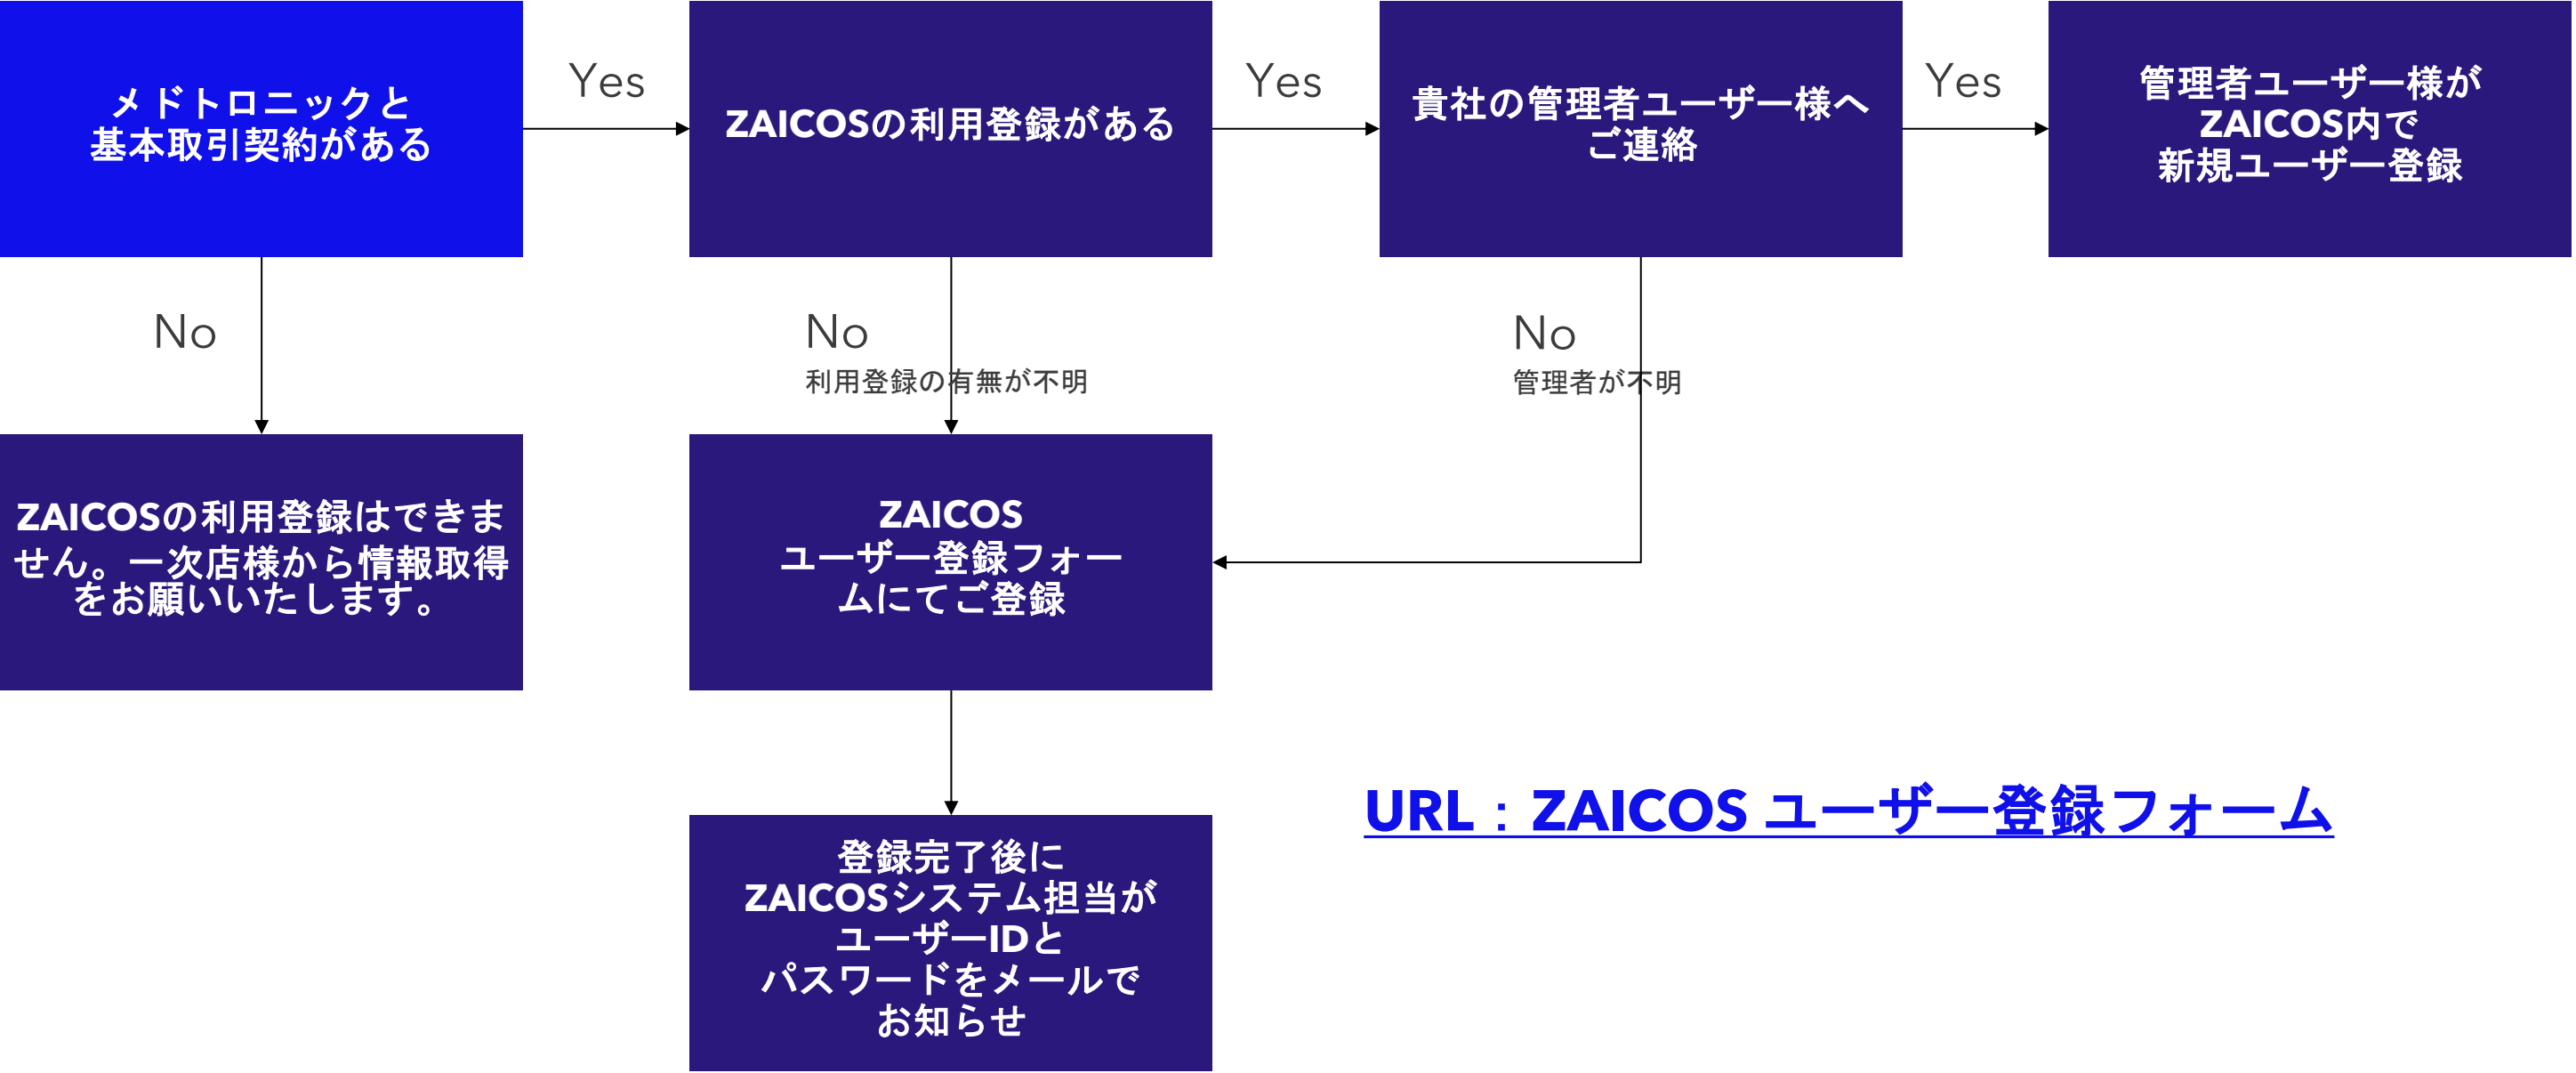 メドトロニックと
基本取引契約がある
Yes
ZAICOSの利用登録がある
Yes
貴社の管理者ユーザー様へ
ご連絡
Yes
管理者ユーザー様が
ZAICOS内で
新規ユーザー登録
No
No
利用登録の有無が不明
No
管理者が不明
ZAICOSの利用登録はできま
せん。一次店様から情報取得
をお願いいたします。
ZAICOS
ユーザー登録フォー
ムにてご登録
URL：ZAICOS ユーザー登録フォーム
登録完了後に
ZAICOSシステム担当が
ユーザーIDと
パスワードをメールで
お知らせ